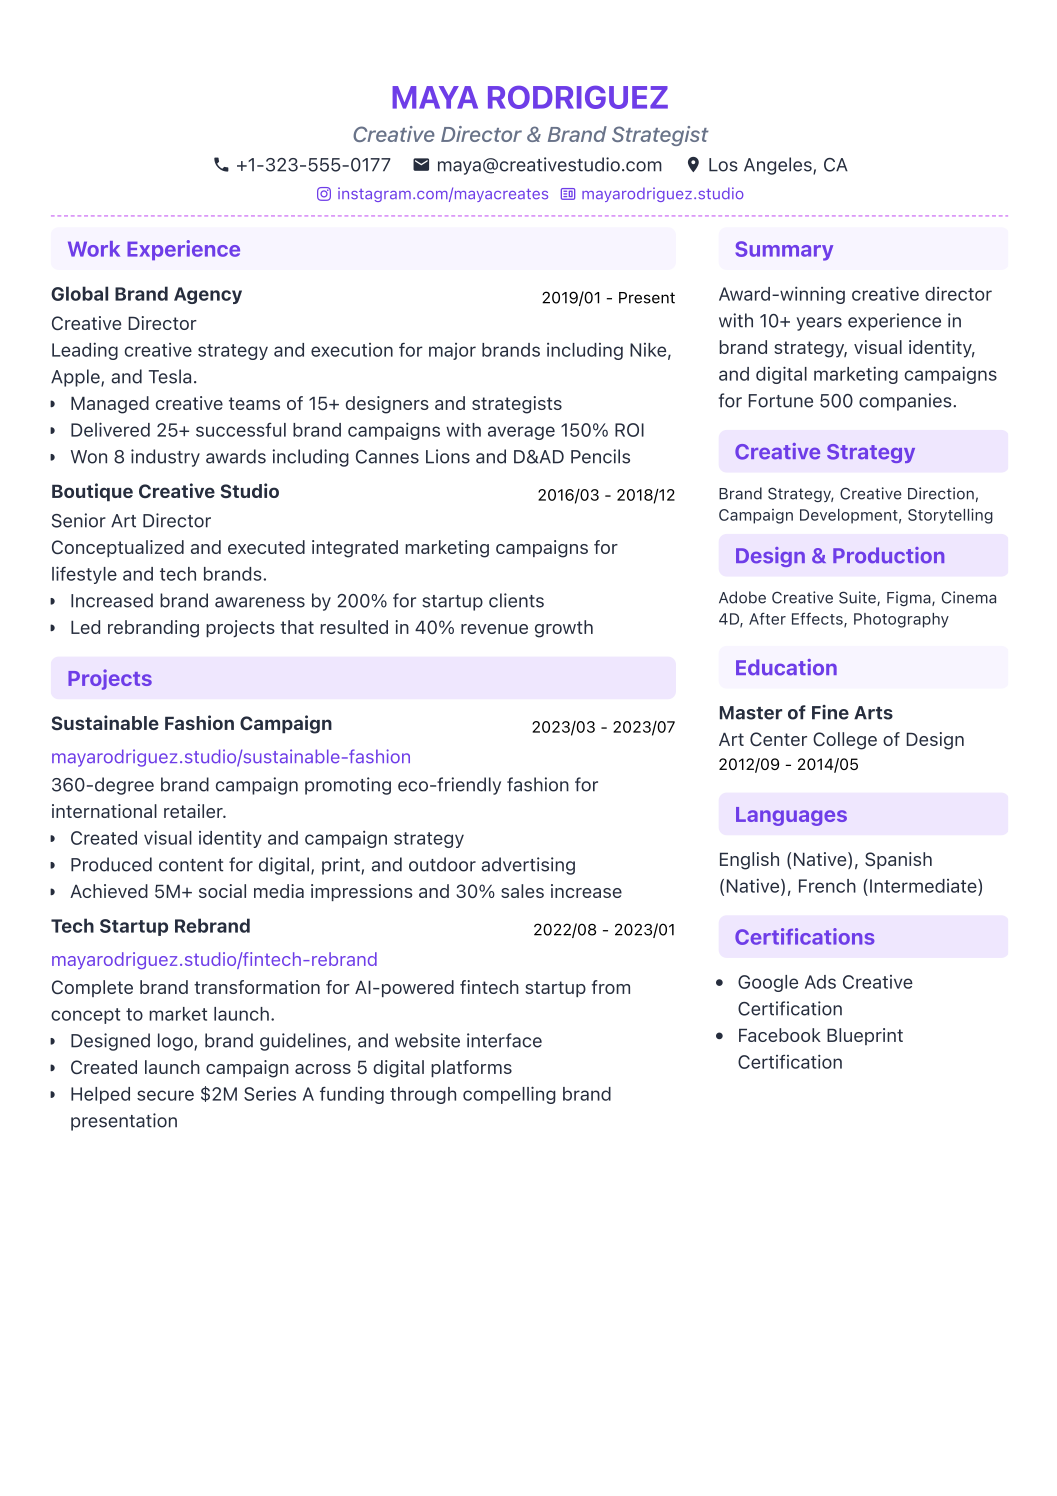 MAYA RODRIGUEZ
Creative Director & Brand Strategist
+1-323-555-0177 maya@creativestudio.com Los Angeles, CA
instagram.com/mayacreates mayarodriguez.studio
Work Experience
Global Brand Agency 2019/01 - Present
Creative Director
Leading creative strategy and execution for major brands including Nike,
Apple, and Tesla.
• Managed creative teams of 15+ designers and strategists
• Delivered 25+ successful brand campaigns with average 150% ROI
• Won 8 industry awards including Cannes Lions and D&AD Pencils
Boutique Creative Studio 2016/03 - 2018/12
Senior Art Director
Conceptualized and executed integrated marketing campaigns for
lifestyle and tech brands.
• Increased brand awareness by 200% for startup clients
• Led rebranding projects that resulted in 40% revenue growth
Projects
Sustainable Fashion Campaign 2023/03 - 2023/07
mayarodriguez.studio/sustainable-fashion
360-degree brand campaign promoting eco-friendly fashion for
international retailer.
• Created visual identity and campaign strategy
• Produced content for digital, print, and outdoor advertising
• Achieved 5M+ social media impressions and 30% sales increase
Tech Startup Rebrand 2022/08 - 2023/01
mayarodriguez.studio/fintech-rebrand
Complete brand transformation for AI-powered fintech startup from
concept to market launch.
• Designed logo, brand guidelines, and website interface
• Created launch campaign across 5 digital platforms
• Helped secure $2M Series A funding through compelling brand
presentation
Summary
Award-winning creative director
with 10+ years experience in
brand strategy, visual identity,
and digital marketing campaigns
for Fortune 500 companies.
Creative Strategy
Brand Strategy, Creative Direction,
Campaign Development, Storytelling
Design & Production
Adobe Creative Suite, Figma, Cinema
4D, After Effects, Photography
Education
Master of Fine Arts
Art Center College of Design
2012/09 - 2014/05
Languages
English (Native), Spanish
(Native), French (Intermediate)
Certifications
• Google Ads Creative
Certification
• Facebook Blueprint
Certification